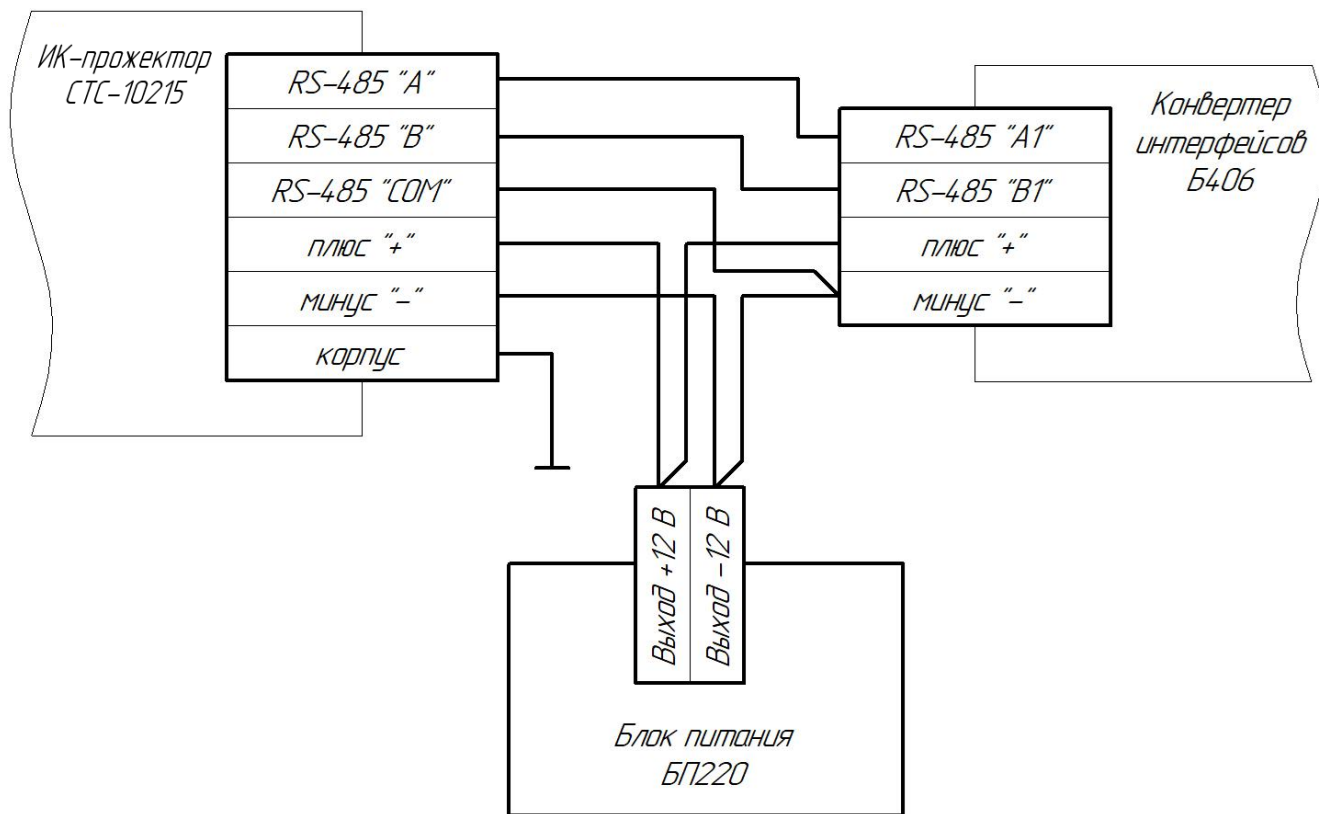 ИК-прожектор
СТС-10215
RS-485 "A"
RS-485 "B"
RS-485 "COM"
плюс "+"
минус "-"
корпус
RS-485 "A1"
RS-485 "B1"
плюс "+"
минус "-"
Конвертер
интерфейсов
Б406
Выход +12 В
Выход -12 В
Блок питания
БП220